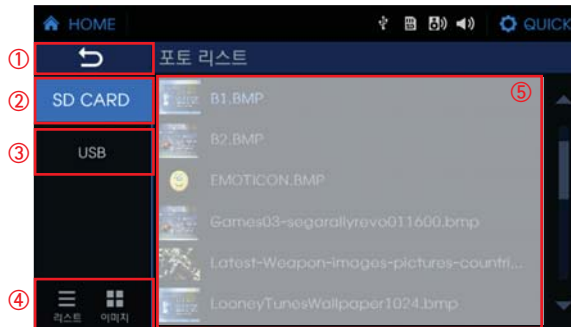 HOME QUICK
① 포토 리스트
② SD CARD ⑤
B1.BMP
③ USB
B2.BMP
EMOTICON.BMP
Games03-segarallyrevo011600.bmp
Latest-Weapon-images-pictures-countri...
④ 리스트 이미지
LooneyTunesWallpaper1024.bmp